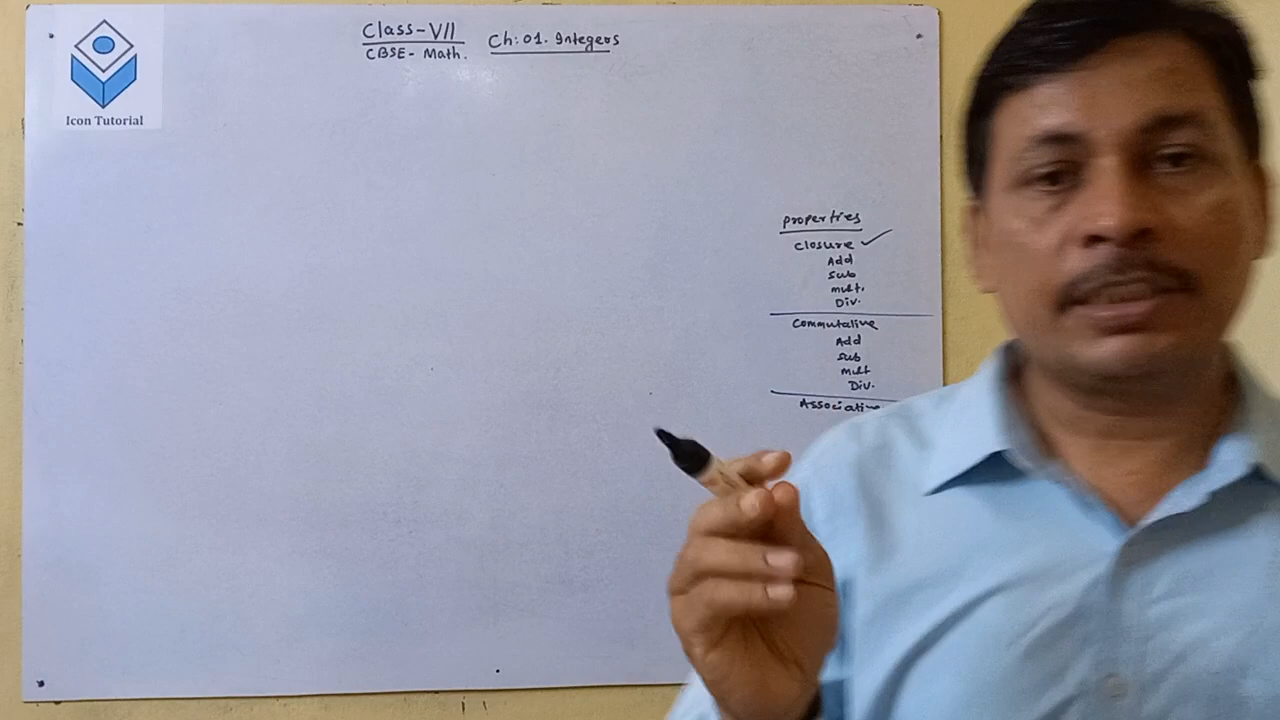 Class-VII
CBSE- Math.
Ch:01. Integers
Icon Tutorial
properties
closure ✓
Add
Sub
mult.
Div.
Commutative
Add
Sub
Mult
Div.
Associative